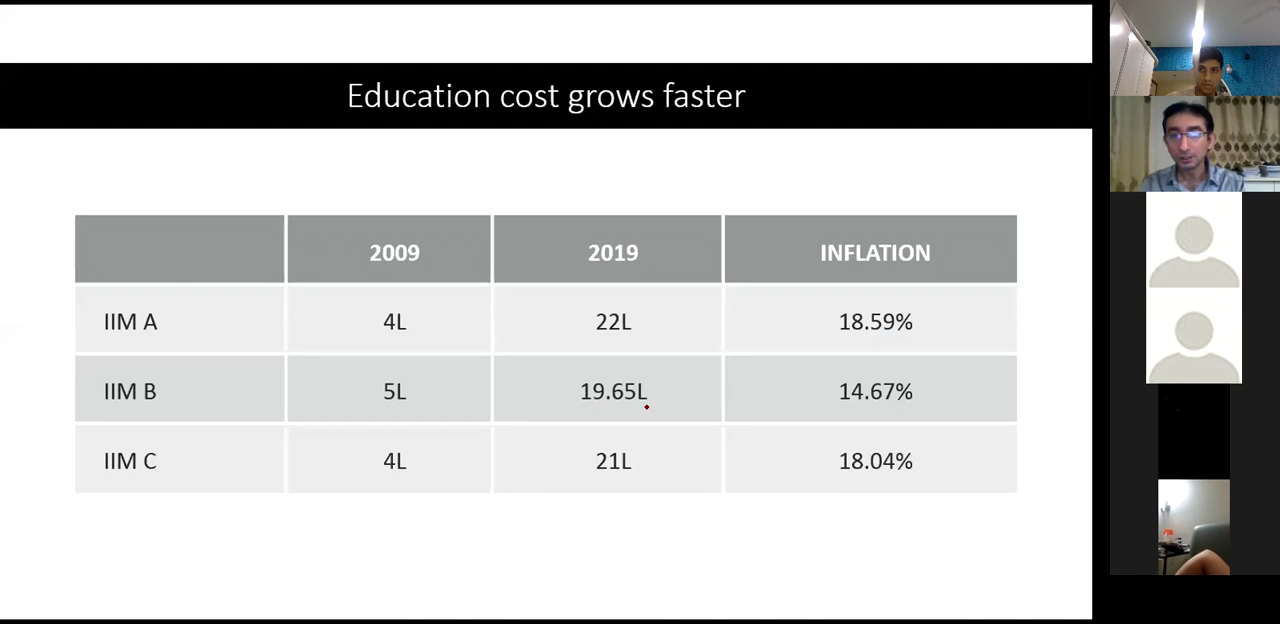 Education cost grows faster
2009 2019 INFLATION
IIM A 4L 22L 18.59%
IIM B 5L 19.65L 14.67%
IIM C 4L 21L 18.04%